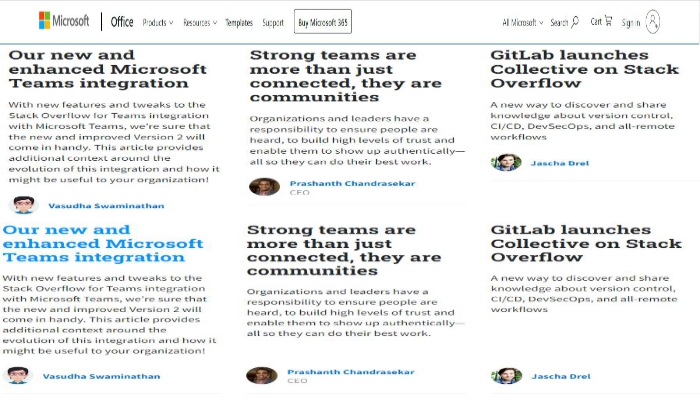 Microsoft Office Products Resources Templates Support Buy Microsoft 365 All Microsoft Search Cart Sign in
Our new and
enhanced Microsoft
Teams integration
With new features and tweaks to the
Stack Overflow for Teams integration
with Microsoft Teams, we're sure that
the new and improved Version 2 will
come in handy. This article provides
additional context around the
evolution of this integration and how it
might be useful to your organization!
Vasudha Swaminathan
Strong teams are
more than just
connected, they are
communities
Organizations and leaders have a
responsibility to ensure people are
heard, to build high levels of trust and
enable them to show up authentically—
all so they can do their best work.
Prashanth Chandrasekar
CEO
GitLab launches
Collective on Stack
Overflow
A new way to discover and share
knowledge about version control,
CI/CD, DevSecOps, and all-remote
workflows
Jascha Drel
Our new and
enhanced Microsoft
Teams integration
With new features and tweaks to the
Stack Overflow for Teams integration
with Microsoft Teams, we're sure that
the new and improved Version 2 will
come in handy. This article provides
additional context around the
evolution of this integration and how it
might be useful to your organization!
Vasudha Swaminathan
Strong teams are
more than just
connected, they are
communities
Organizations and leaders have a
responsibility to ensure people are
heard, to build high levels of trust and
enable them to show up authentically—
all so they can do their best work.
Prashanth Chandrasekar
CEO
GitLab launches
Collective on Stack
Overflow
A new way to discover and share
knowledge about version control,
CI/CD, DevSecOps, and all-remote
workflows
Jascha Drel